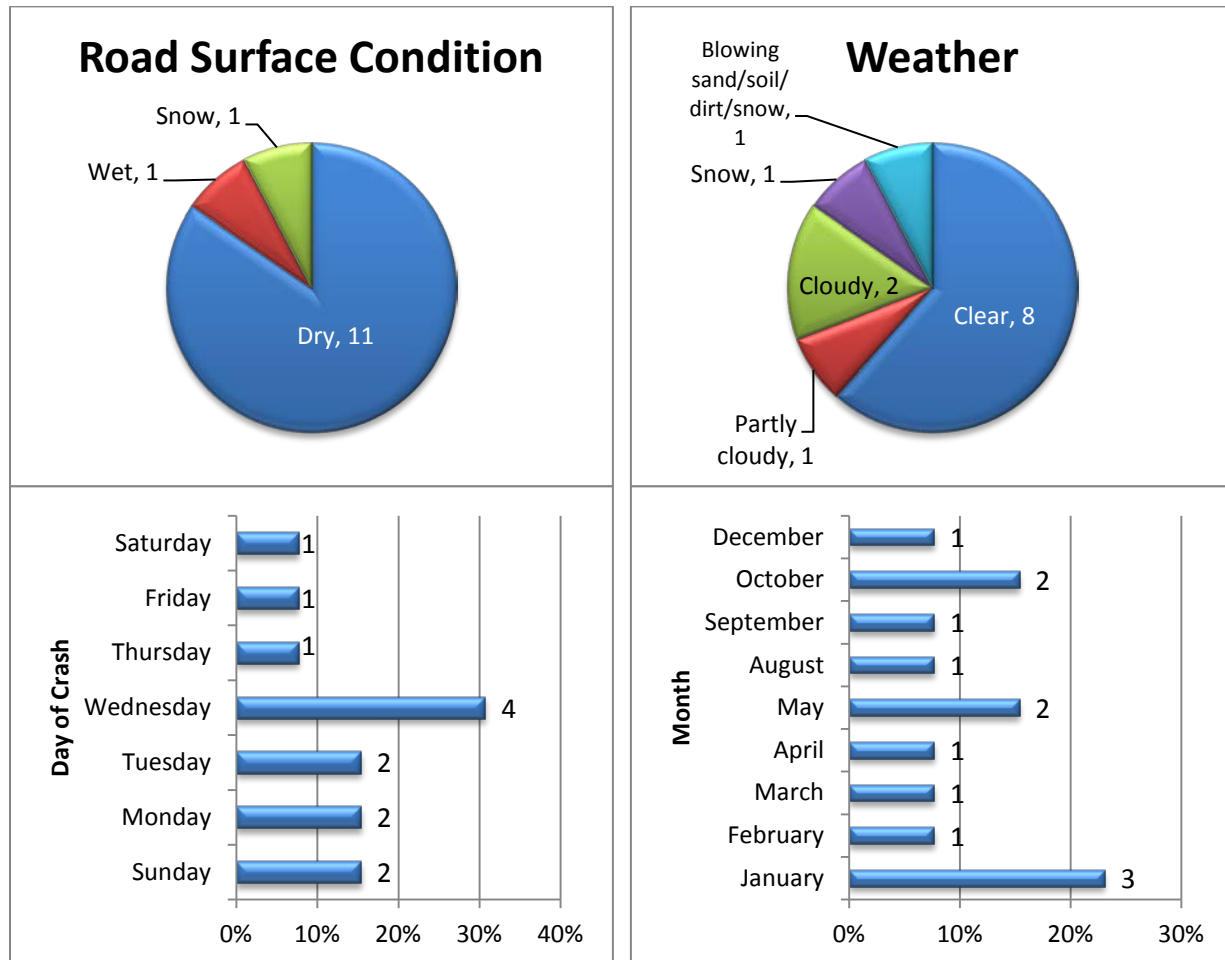 Road Surface Condition
Snow, 1
Wet, 1
Dry, 11
Weather
Blowing
sand/soil/
dirt/snow,
1
Snow, 1
Cloudy, 2
Clear, 8
Partly
cloudy, 1
Day of Crash
Saturday 1
Friday 1
Thursday 1
Wednesday 4
Tuesday 2
Monday 2
Sunday 2
0% 10% 20% 30% 40%
Month
December 1
October 2
September 1
August 1
May 2
April 1
March 1
February 1
January 3
0% 10% 20% 30%